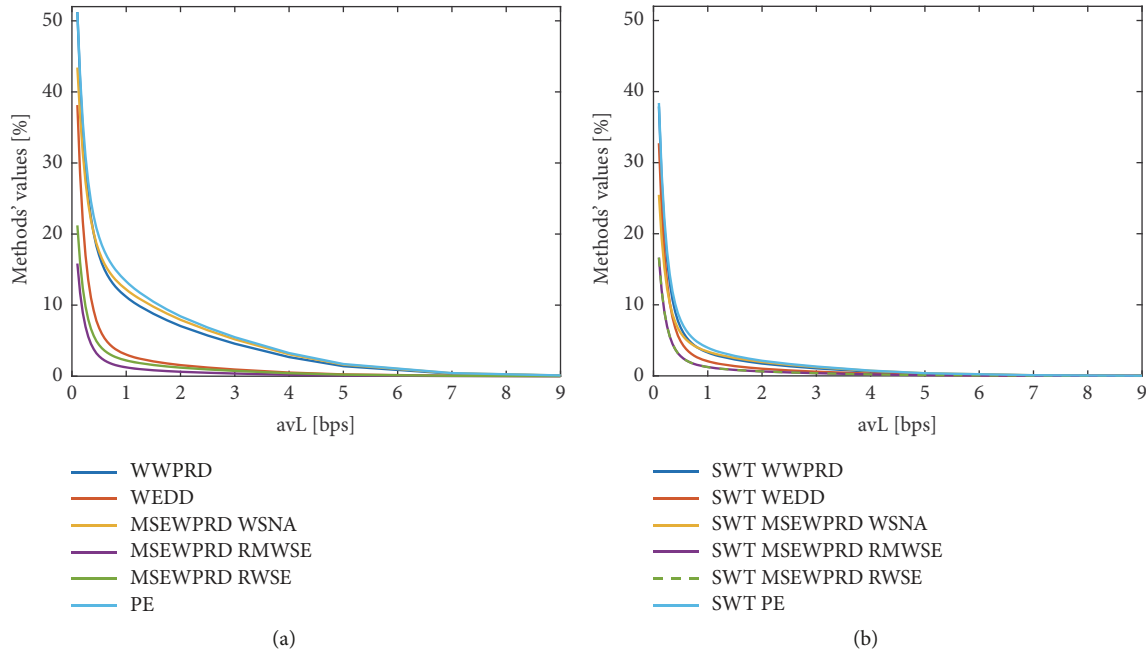 50
40
30
20
10
0
Methods' values [%]
0 1 2 3 4 5 6 7 8 9
avL [bps]
WWPRD
WEDD
MSEWPRD WSNA
MSEWPRD RMWSE
MSEWPRD RWSE
PE
(a)
50
40
30
20
10
0
Methods' values [%]
0 1 2 3 4 5 6 7 8 9
avL [bps]
SWT WWPRD
SWT WEDD
SWT MSEWPRD WSNA
SWT MSEWPRD RMWSE
SWT MSEWPRD RWSE
SWT PE
(b)